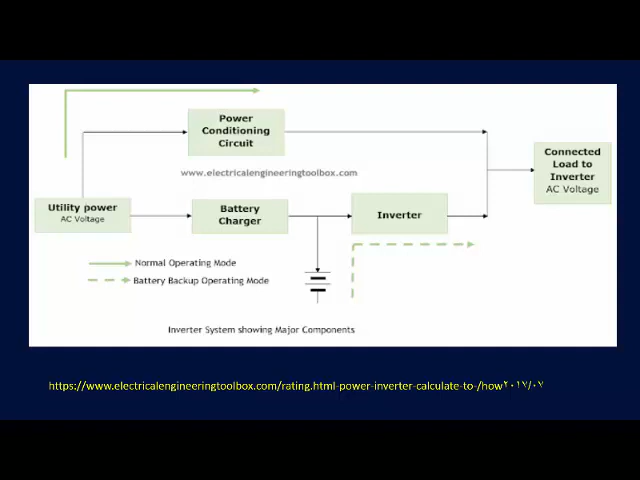 Power
Conditioning
Circuit
www.electricalengineeringtoolbox.com
Connected
Load to
Inverter
AC Voltage
Utility power
AC Voltage
Battery
Charger
Inverter
Normal Operating Mode
Battery Backup Operating Mode
Inverter System showing Major Components
https://www.electricalengineeringtoolbox.com/rating.html-power-inverter-calculate-to-/how۲۰۱۷/۰۷